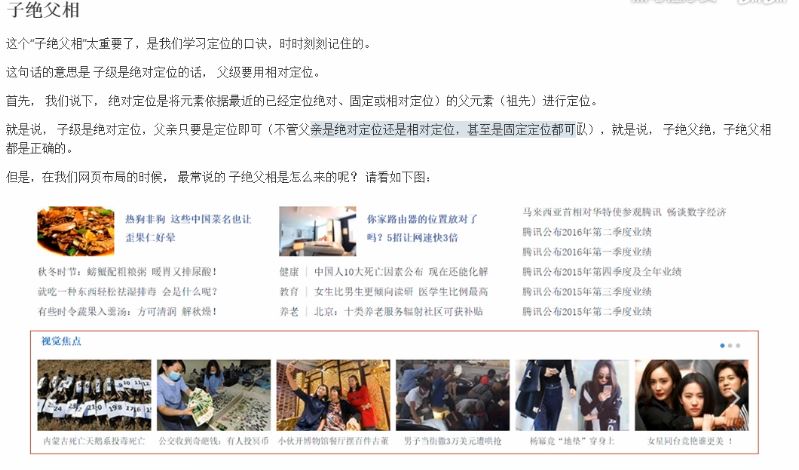 子绝父相
这个“子绝父相”太重要了，是我们学习定位的口诀，时时刻刻记住的。
这句话的意思是 子级是绝对定位的话， 父级要用相对定位。
首先， 我们说下， 绝对定位是将元素依据最近的已经定位绝对、固定或相对定位）的父元素（祖先）进行定位。
就是说， 子级是绝对定位，父亲只要是定位即可（不管父亲是绝对定位还是相对定位，甚至是固定定位都可以），就是说， 子绝父绝，子绝父相
都是正确的。
但是，在我们网页布局的时候， 最常说的 子绝父相是怎么来的呢？ 请看如下图：
热狗非狗 这些中国菜名也让
歪果仁好晕
秋冬时节：螃蟹配粗粮粥 暖胃又排尿酸！
就吃一种东西轻松祛湿排毒 会是什么呢？
有些时令蔬果入羹汤：方可清润 解秋燥！
你家路由器的位置放对了
吗？5招让网速快3倍
健康 | 中国人10大死亡因素公布 现在还能化解
教育 | 女生比男生更倾向读研 医学生比例最高
养老 | 北京：十类养老服务辐射社区可获补贴
马来西亚首相对华特使参观腾讯 畅谈数字经济
腾讯公布2016年第二季度业绩
腾讯公布2016年第一季度业绩
腾讯公布2015年第四季度及全年业绩
腾讯公布2015年第三季度业绩
腾讯公布2015年第二季度业绩
视觉焦点
内蒙古死亡天鹅系投毒死亡
公交收到奇葩钱：有人投冥币
小伙开博物馆餐厅摆百件古董
男子当街撒3万美元遭哄抢
杨幂竟“地垒”穿身上
女星同台竞艳谁更美 ！